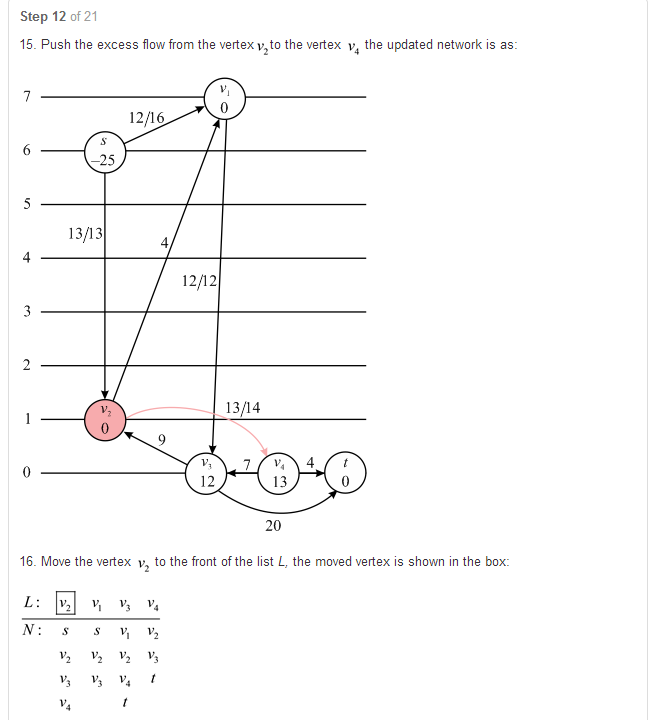 Step 12 of 21
15. Push the excess flow from the vertex v₂ to the vertex v₄ the updated network is as:
7
v₁
0
12/16
6
s
–25
5
13/13
4
4
12/12
3
2
1
v₂
0
13/14
9
0
v₃
12
7
v₄
13
4
t
0
20
16. Move the vertex v₂ to the front of the list L, the moved vertex is shown in the box:
L: v₂ v₁ v₃ v₄
N: s s v₁ v₂
v₂ v₂ v₂ v₃
v₃ v₃ v₄ t
v₄ t